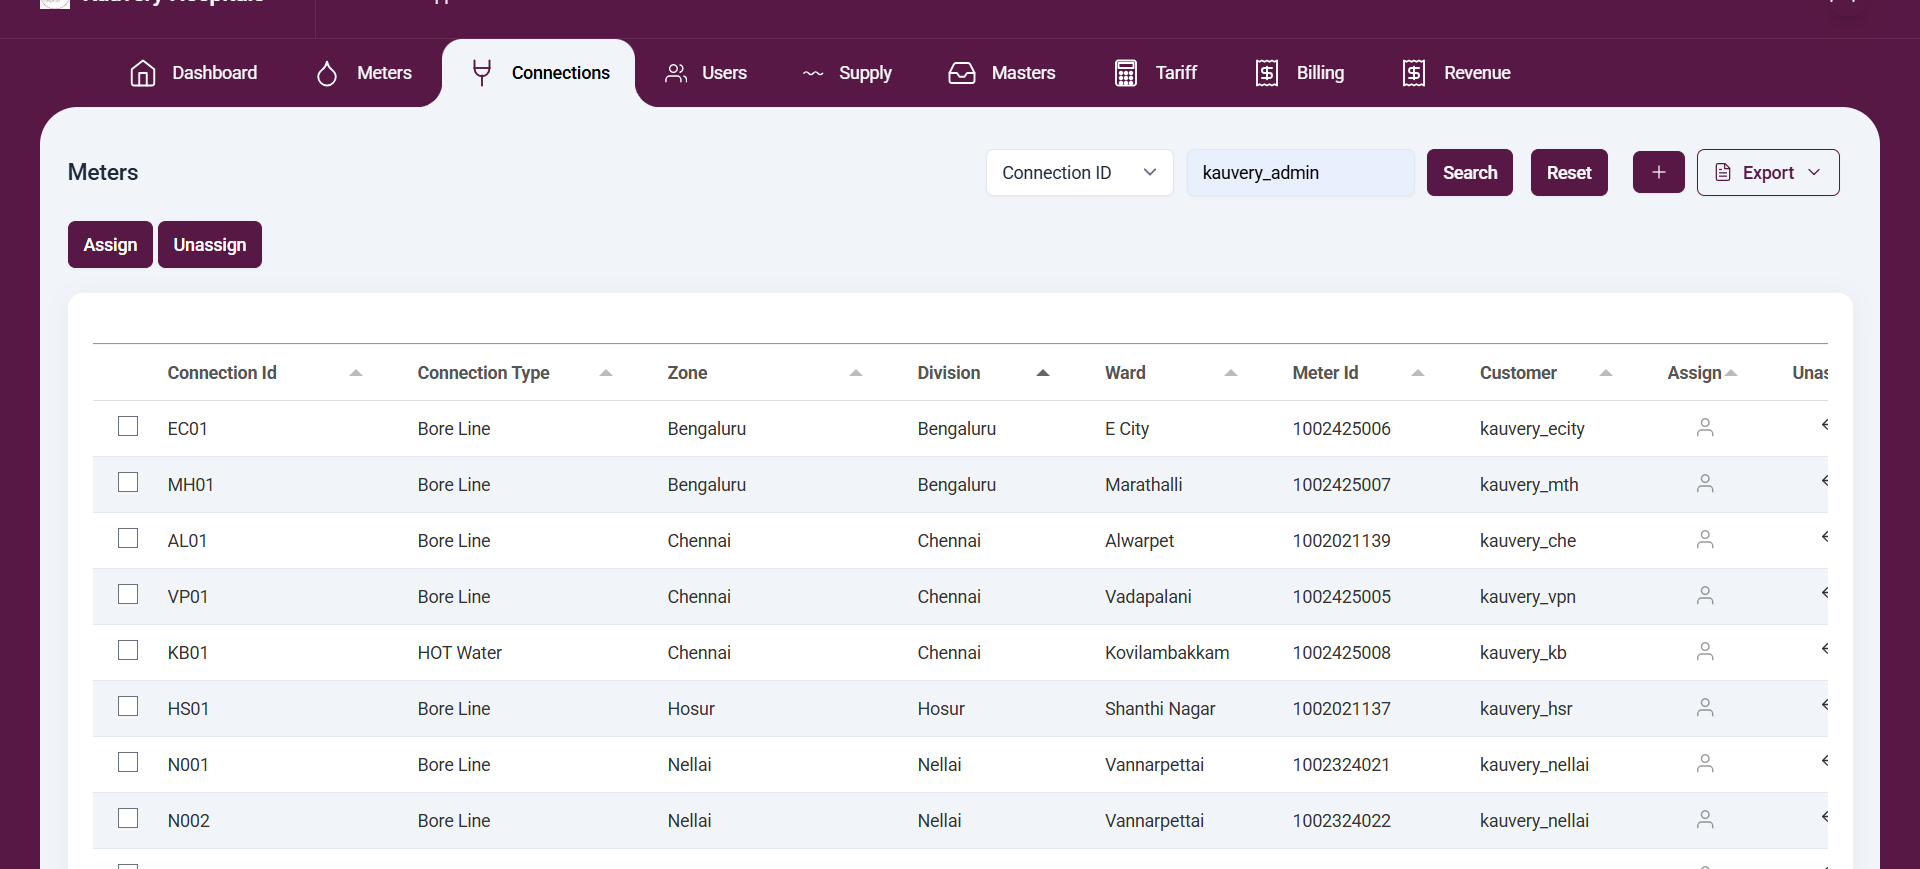 Kauvery Hospitals
Dashboard Meters Connections Users Supply Masters Tariff Billing Revenue
Meters Connection ID kauvery_admin Search Reset + Export
Assign Unassign
Connection Id Connection Type Zone Division Ward Meter Id Customer Assign Unas
EC01 Bore Line Bengaluru Bengaluru E City 1002425006 kauvery_ecity
MH01 Bore Line Bengaluru Bengaluru Marathalli 1002425007 kauvery_mth
AL01 Bore Line Chennai Chennai Alwarpet 1002021139 kauvery_che
VP01 Bore Line Chennai Chennai Vadapalani 1002425005 kauvery_vpn
KB01 HOT Water Chennai Chennai Kovilambakkam 1002425008 kauvery_kb
HS01 Bore Line Hosur Hosur Shanthi Nagar 1002021137 kauvery_hsr
N001 Bore Line Nellai Nellai Vannarpettai 1002324021 kauvery_nellai
N002 Bore Line Nellai Nellai Vannarpettai 1002324022 kauvery_nellai